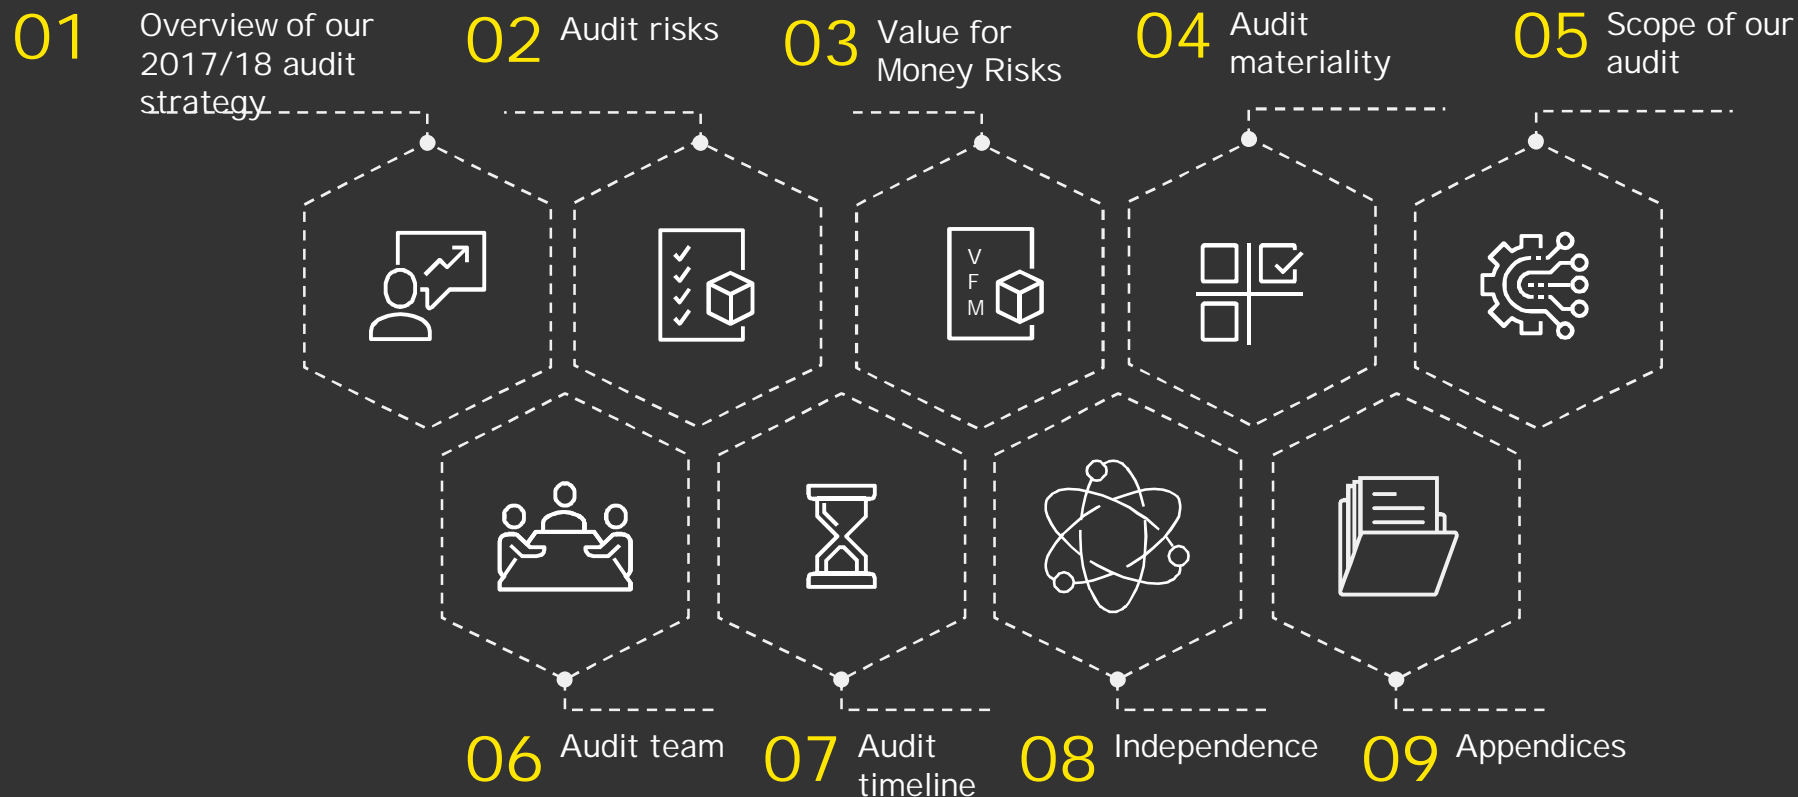 01 Overview of our
2017/18 audit
strategy
02 Audit risks
03 Value for
Money Risks
04 Audit
materiality
05 Scope of our
audit
V
F
M
06 Audit team
07 Audit
timeline
08 Independence
09 Appendices